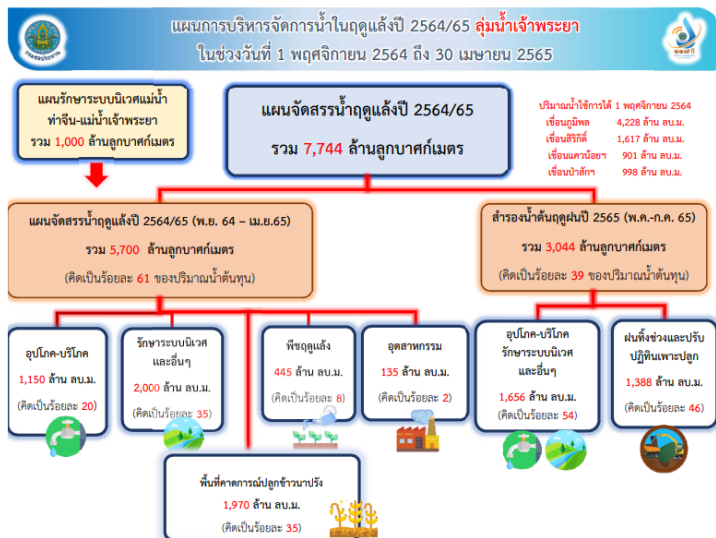 แผนการบริหารจัดการน้ำในฤดูแล้งปี 2564/65 ลุ่มน้ำเจ้าพระยา
ในช่วงวันที่ 1 พฤศจิกายน 2564 ถึง 30 เมษายน 2565
กรมชลประทาน
แผนรักษาระบบนิเวศแม่น้ำ
ท่าจีน-แม่น้ำเจ้าพระยา
รวม 1,000 ล้านลูกบาศก์เมตร
แผนจัดสรรน้ำฤดูแล้งปี 2564/65
รวม 7,744 ล้านลูกบาศก์เมตร
ปริมาณน้ำใช้การได้ 1 พฤศจิกายน 2564
เขื่อนภูมิพล 4,228 ล้าน ลบ.ม.
เขื่อนสิริกิติ์ 1,617 ล้าน ลบ.ม.
เขื่อนแควน้อยฯ 901 ล้าน ลบ.ม.
เขื่อนป่าสักฯ 998 ล้าน ลบ.ม.
แผนจัดสรรน้ำฤดูแล้งปี 2564/65 (พ.ย. 64 – เม.ย.65)
รวม 5,700 ล้านลูกบาศก์เมตร
(คิดเป็นร้อยละ 61 ของปริมาณน้ำต้นทุน)
สำรองน้ำต้นฤดูฝนปี 2565 (พ.ค.-ก.ค. 65)
รวม 3,044 ล้านลูกบาศก์เมตร
(คิดเป็นร้อยละ 39 ของปริมาณน้ำต้นทุน)
อุปโภค-บริโภค
1,150 ล้าน ลบ.ม.
(คิดเป็นร้อยละ 20)
รักษาระบบนิเวศ
และอื่นๆ
2,000 ล้าน ลบ.ม.
(คิดเป็นร้อยละ 35)
พืชฤดูแล้ง
445 ล้าน ลบ.ม.
(คิดเป็นร้อยละ 8)
อุตสาหกรรม
135 ล้าน ลบ.ม.
(คิดเป็นร้อยละ 2)
อุปโภค-บริโภค
รักษาระบบนิเวศ
และอื่นๆ
1,656 ล้าน ลบ.ม.
(คิดเป็นร้อยละ 54)
ฝนทิ้งช่วงและปรับ
ปฏิทินเพาะปลูก
1,388 ล้าน ลบ.ม.
(คิดเป็นร้อยละ 46)
พื้นที่คาดการณ์ปลูกข้าวนาปรัง
1,970 ล้าน ลบ.ม.
(คิดเป็นร้อยละ 35)